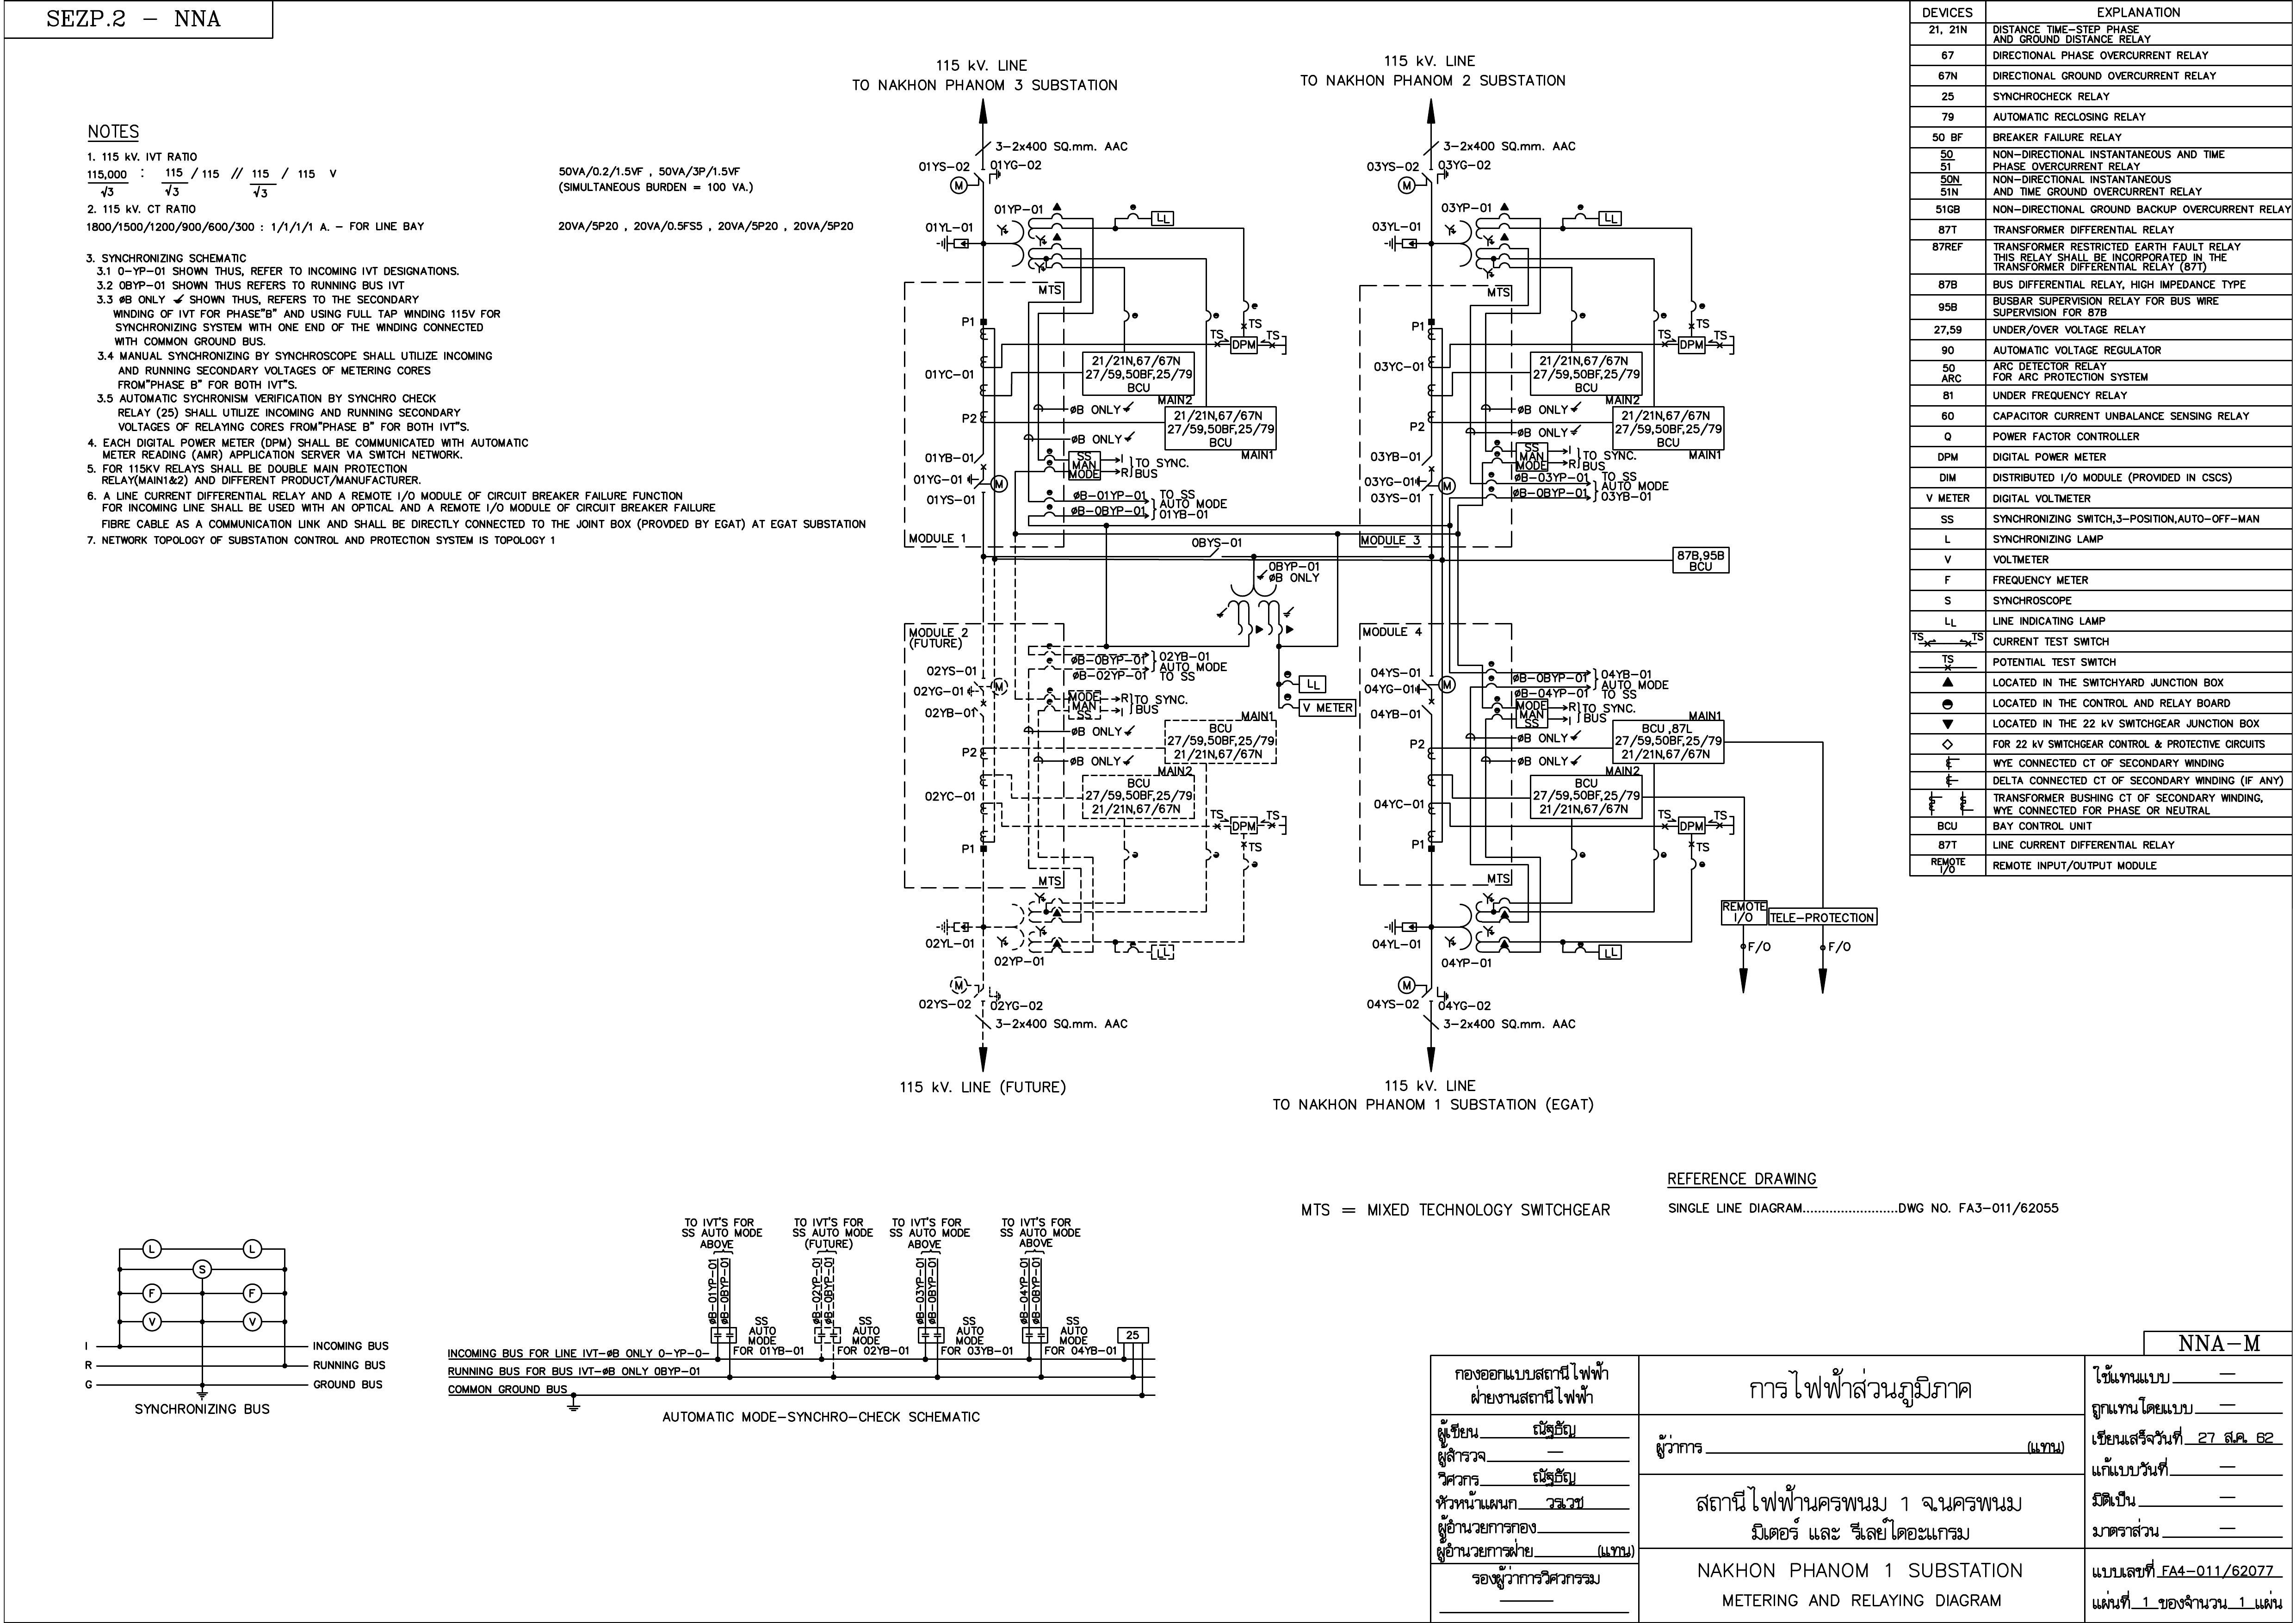 SEZP.2 - NNA
NOTES
1. 115 kV. IVT RATIO
115,000 : 115 / 115 // 115 / 115 V
√3 √3 √3
50VA/0.2/1.5VF , 50VA/3P/1.5VF
(SIMULTANEOUS BURDEN = 100 VA.)
2. 115 kV. CT RATIO
1800/1500/1200/900/600/300 : 1/1/1/1 A. - FOR LINE BAY
20VA/5P20 , 20VA/0.5FS5 , 20VA/5P20 , 20VA/5P20
3. SYNCHRONIZING SCHEMATIC
3.1 0-YP-01 SHOWN THUS, REFER TO INCOMING IVT DESIGNATIONS.
3.2 0BYP-01 SHOWN THUS REFERS TO RUNNING BUS IVT
3.3 øB ONLY SHOWN THUS, REFERS TO THE SECONDARY
WINDING OF IVT FOR PHASE"B" AND USING FULL TAP WINDING 115V FOR
SYNCHRONIZING SYSTEM WITH ONE END OF THE WINDING CONNECTED
WITH COMMON GROUND BUS.
3.4 MANUAL SYNCHRONIZING BY SYNCHROSCOPE SHALL UTILIZE INCOMING
AND RUNNING SECONDARY VOLTAGES OF METERING CORES
FROM"PHASE B" FOR BOTH IVT"S.
3.5 AUTOMATIC SYCHRONISM VERIFICATION BY SYNCHRO CHECK
RELAY (25) SHALL UTILIZE INCOMING AND RUNNING SECONDARY
VOLTAGES OF RELAYING CORES FROM"PHASE B" FOR BOTH IVT"S.
4. EACH DIGITAL POWER METER (DPM) SHALL BE COMMUNICATED WITH AUTOMATIC
METER READING (AMR) APPLICATION SERVER VIA SWITCH NETWORK.
5. FOR 115KV RELAYS SHALL BE DOUBLE MAIN PROTECTION
RELAY(MAIN1&2) AND DIFFERENT PRODUCT/MANUFACTURER.
6. A LINE CURRENT DIFFERENTIAL RELAY AND A REMOTE I/O MODULE OF CIRCUIT BREAKER FAILURE FUNCTION
FOR INCOMING LINE SHALL BE USED WITH AN OPTICAL AND A REMOTE I/O MODULE OF CIRCUIT BREAKER FAILURE
FIBRE CABLE AS A COMMUNICATION LINK AND SHALL BE DIRECTLY CONNECTED TO THE JOINT BOX (PROVDED BY EGAT) AT EGAT SUBSTATION
7. NETWORK TOPOLOGY OF SUBSTATION CONTROL AND PROTECTION SYSTEM IS TOPOLOGY 1
115 kV. LINE
TO NAKHON PHANOM 3 SUBSTATION
3-2x400 SQ.mm. AAC
01YS-02
01YG-02
M
01YP-01
LL
01YL-01
MTS
P1
TS
TS DPM TS
01YC-01
21/21N,67/67N
27/59,50BF,25/79
BCU
MAIN2
P2
øB ONLY
21/21N,67/67N
27/59,50BF,25/79
BCU
MAIN1
øB ONLY
01YB-01
SS
MAN
MODE
I
R
TO SYNC.
BUS
01YG-01
M
01YS-01
øB-01YP-01
øB-0BYP-01
TO SS
AUTO MODE
01YB-01
MODULE 1
115 kV. LINE
TO NAKHON PHANOM 2 SUBSTATION
3-2x400 SQ.mm. AAC
03YS-02
03YG-02
M
03YP-01
LL
03YL-01
MTS
P1
TS
TS DPM TS
03YC-01
21/21N,67/67N
27/59,50BF,25/79
BCU
MAIN2
P2
øB ONLY
21/21N,67/67N
27/59,50BF,25/79
BCU
MAIN1
øB ONLY
03YB-01
SS
MAN
MODE
I
R
TO SYNC.
BUS
03YG-01
M
03YS-01
øB-03YP-01
øB-0BYP-01
TO SS
AUTO MODE
03YB-01
MODULE 3
0BYS-01
87B,95B
BCU
0BYP-01
øB ONLY
LL
V METER
MODULE 2
(FUTURE)
02YS-01
02YG-01
M
02YB-01
øB-0BYP-01
øB-02YP-01
02YB-01
AUTO MODE
TO SS
MODE
MAN
SS
R
I
TO SYNC.
BUS
øB ONLY
MAIN1
BCU
27/59,50BF,25/79
21/21N,67/67N
P2
øB ONLY
MAIN2
BCU
27/59,50BF,25/79
21/21N,67/67N
02YC-01
TS DPM TS
TS
P1
MTS
02YL-01
02YP-01
LL
M
02YS-02
02YG-02
3-2x400 SQ.mm. AAC
115 kV. LINE (FUTURE)
MODULE 4
04YS-01
04YG-01
M
04YB-01
øB-0BYP-01
øB-04YP-01
04YB-01
AUTO MODE
TO SS
MODE
MAN
SS
R
I
TO SYNC.
BUS
øB ONLY
MAIN1
BCU ,87L
27/59,50BF,25/79
21/21N,67/67N
P2
øB ONLY
MAIN2
BCU
27/59,50BF,25/79
21/21N,67/67N
04YC-01
TS DPM TS
TS
P1
MTS
04YL-01
04YP-01
LL
REMOTE
I/O
TELE-PROTECTION
F/O
F/O
M
04YS-02
04YG-02
3-2x400 SQ.mm. AAC
115 kV. LINE
TO NAKHON PHANOM 1 SUBSTATION (EGAT)
DEVICES EXPLANATION
21, 21N DISTANCE TIME-STEP PHASE
AND GROUND DISTANCE RELAY
67 DIRECTIONAL PHASE OVERCURRENT RELAY
67N DIRECTIONAL GROUND OVERCURRENT RELAY
25 SYNCHROCHECK RELAY
79 AUTOMATIC RECLOSING RELAY
50 BF BREAKER FAILURE RELAY
50 NON-DIRECTIONAL INSTANTANEOUS AND TIME
51 PHASE OVERCURRENT RELAY
50N NON-DIRECTIONAL INSTANTANEOUS
51N AND TIME GROUND OVERCURRENT RELAY
51GB NON-DIRECTIONAL GROUND BACKUP OVERCURRENT RELAY
87T TRANSFORMER DIFFERENTIAL RELAY
87REF TRANSFORMER RESTRICTED EARTH FAULT RELAY
THIS RELAY SHALL BE INCORPORATED IN THE
TRANSFORMER DIFFERENTIAL RELAY (87T)
87B BUS DIFFERENTIAL RELAY, HIGH IMPEDANCE TYPE
95B BUSBAR SUPERVISION RELAY FOR BUS WIRE
SUPERVISION FOR 87B
27,59 UNDER/OVER VOLTAGE RELAY
90 AUTOMATIC VOLTAGE REGULATOR
50 ARC DETECTOR RELAY
ARC FOR ARC PROTECTION SYSTEM
81 UNDER FREQUENCY RELAY
60 CAPACITOR CURRENT UNBALANCE SENSING RELAY
Q POWER FACTOR CONTROLLER
DPM DIGITAL POWER METER
DIM DISTRIBUTED I/O MODULE (PROVIDED IN CSCS)
V METER DIGITAL VOLTMETER
SS SYNCHRONIZING SWITCH,3-POSITION,AUTO-OFF-MAN
L SYNCHRONIZING LAMP
V VOLTMETER
F FREQUENCY METER
S SYNCHROSCOPE
LL LINE INDICATING LAMP
TS TS CURRENT TEST SWITCH
TS POTENTIAL TEST SWITCH
LOCATED IN THE SWITCHYARD JUNCTION BOX
LOCATED IN THE CONTROL AND RELAY BOARD
LOCATED IN THE 22 kV SWITCHGEAR JUNCTION BOX
FOR 22 kV SWITCHGEAR CONTROL & PROTECTIVE CIRCUITS
WYE CONNECTED CT OF SECONDARY WINDING
DELTA CONNECTED CT OF SECONDARY WINDING (IF ANY)
TRANSFORMER BUSHING CT OF SECONDARY WINDING,
WYE CONNECTED FOR PHASE OR NEUTRAL
BCU BAY CONTROL UNIT
87T LINE CURRENT DIFFERENTIAL RELAY
REMOTE I/O REMOTE INPUT/OUTPUT MODULE
MTS = MIXED TECHNOLOGY SWITCHGEAR
REFERENCE DRAWING
SINGLE LINE DIAGRAM.........................DWG NO. FA3-011/62055
L L
S
F F
V V
I INCOMING BUS
R RUNNING BUS
G GROUND BUS
SYNCHRONIZING BUS
TO IVT'S FOR
SS AUTO MODE
ABOVE
TO IVT'S FOR
SS AUTO MODE
(FUTURE)
TO IVT'S FOR
SS AUTO MODE
ABOVE
TO IVT'S FOR
SS AUTO MODE
ABOVE
øB-01YP-01
øB-0BYP-01
øB-02YP-01
øB-0BYP-01
øB-03YP-01
øB-0BYP-01
øB-04YP-01
øB-0BYP-01
SS
AUTO
MODE
FOR 01YB-01
SS
AUTO
MODE
FOR 02YB-01
SS
AUTO
MODE
FOR 03YB-01
SS
AUTO
MODE
FOR 04YB-01
25
INCOMING BUS FOR LINE IVT-øB ONLY 0-YP-0-
RUNNING BUS FOR BUS IVT-øB ONLY 0BYP-01
COMMON GROUND BUS
AUTOMATIC MODE-SYNCHRO-CHECK SCHEMATIC
NNA-M
กองออกแบบสถานีไฟฟ้า
ฝ่ายงานสถานีไฟฟ้า
ผู้เขียน ณัฐธัญ
ผู้สำรวจ —
วิศวกร ณัฐธัญ
หัวหน้าแผนก วรเวช
ผู้อำนวยการกอง
ผู้อำนวยการฝ่าย (แทน)
รองผู้ว่าการวิศวกรรม
การไฟฟ้าส่วนภูมิภาค
ผู้ว่าการ (แทน)
สถานีไฟฟ้านครพนม 1 จ.นครพนม
มิเตอร์ และ รีเลย์ไดอะแกรม
NAKHON PHANOM 1 SUBSTATION
METERING AND RELAYING DIAGRAM
ใช้แทนแบบ —
ถูกแทนโดยแบบ —
เขียนเสร็จวันที่ 27 ส.ค. 62
แก้แบบวันที่ —
มิติเป็น —
มาตราส่วน —
แบบเลขที่ FA4-011/62077
แผ่นที่ 1 ของจำนวน 1 แผ่น